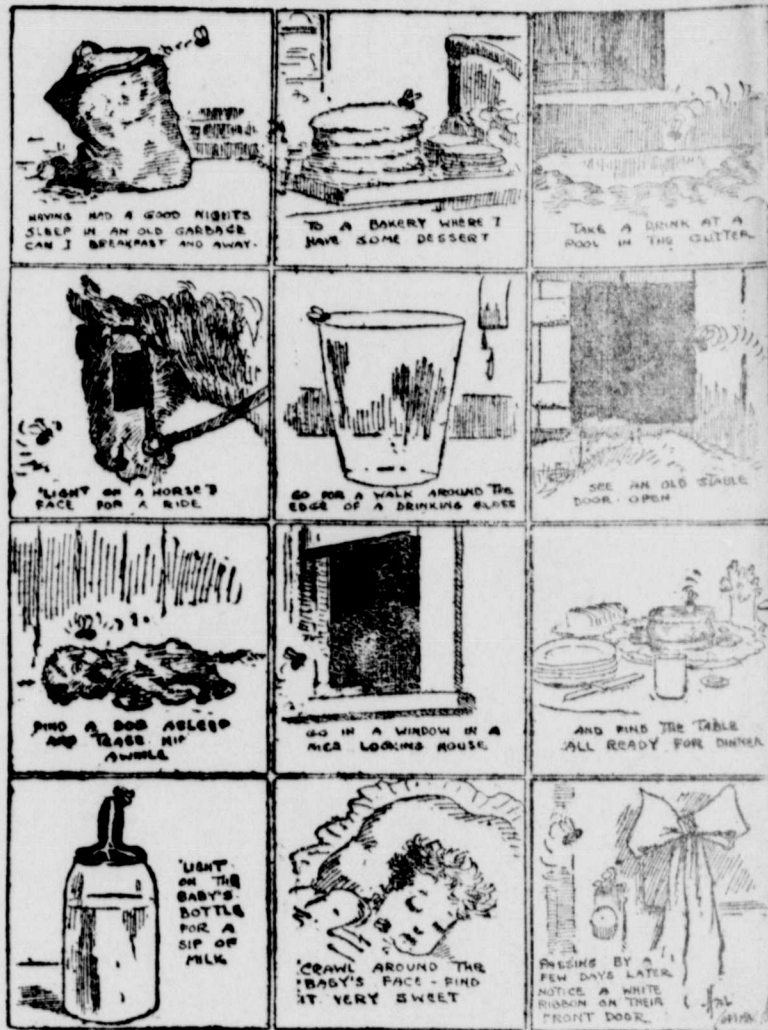 HAVING HAD A GOOD NIGHTS
SLEEP IN AN OLD GARBAGE
CAN I BREAKFAST AND AWAY-
TO A BAKERY WHERE I
HAVE SOME DESSERT
TAKE A DRINK AT A
POOL IN THE GUTTER
'LIGHT ON A HORSE'S
FACE FOR A RIDE
GO FOR A WALK AROUND THE
EDGE OF A DRINKING GLASS
SEE AN OLD STABLE
DOOR OPEN
FIND A DOG ASLEEP
AND TEASE HIM
AWHILE
GO IN A WINDOW IN A
NICE LOOKING HOUSE
AND FIND THE TABLE
ALL READY FOR DINNER
'LIGHT
ON THE
BABY'S
BOTTLE
FOR A
SIP OF
MILK
CRAWL AROUND THE
BABY'S FACE - FIND
IT VERY SWEET
PASSING BY A
FEW DAYS LATER
NOTICE A WHITE
RIBBON ON THEIR
FRONT DOOR